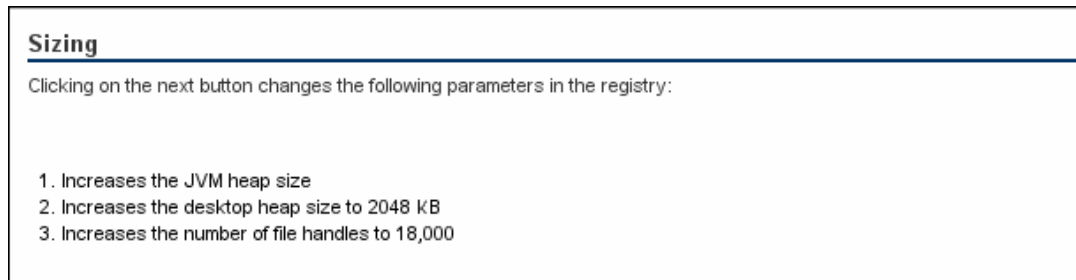 Sizing
Clicking on the next button changes the following parameters in the registry:
1. Increases the JVM heap size
2. Increases the desktop heap size to 2048 KB
3. Increases the number of file handles to 18,000